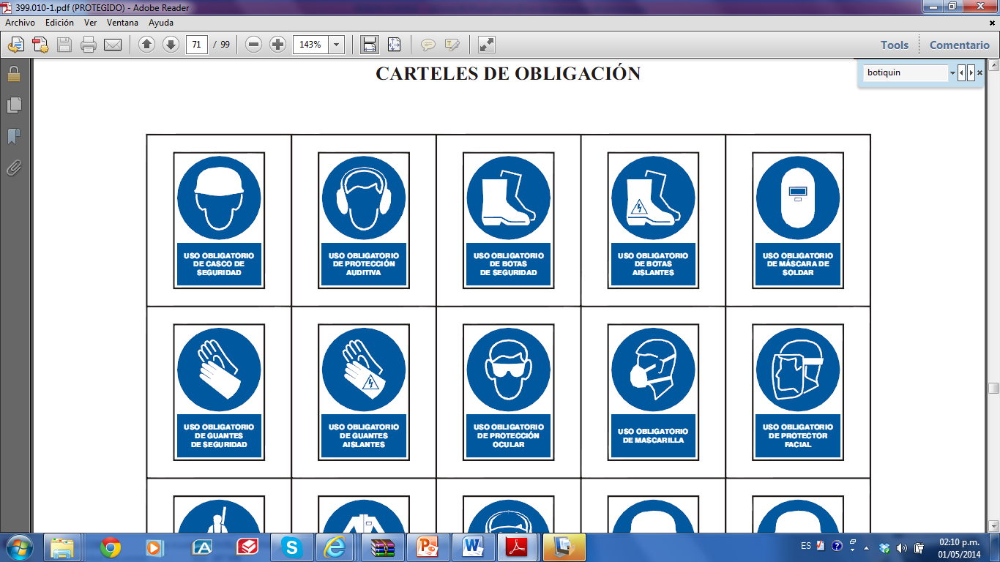 399.010-1.pdf (PROTEGIDO) - Adobe Reader
Archivo Edición Ver Ventana Ayuda
71 / 99 143% Tools Comentario
botiquin
CARTELES DE OBLIGACIÓN
USO OBLIGATORIO
DE CASCO DE
SEGURIDAD
USO OBLIGATORIO
DE PROTECCIÓN
AUDITIVA
USO OBLIGATORIO
DE BOTAS
DE SEGURIDAD
USO OBLIGATORIO
DE BOTAS
AISLANTES
USO OBLIGATORIO
DE MÁSCARA DE
SOLDAR
USO OBLIGATORIO
DE GUANTES
DE SEGURIDAD
USO OBLIGATORIO
DE GUANTES
AISLANTES
USO OBLIGATORIO
DE PROTECCIÓN
OCULAR
USO OBLIGATORIO
DE MASCARILLA
USO OBLIGATORIO
DE PROTECTOR
FACIAL
ES
02:10 p.m.
01/05/2014